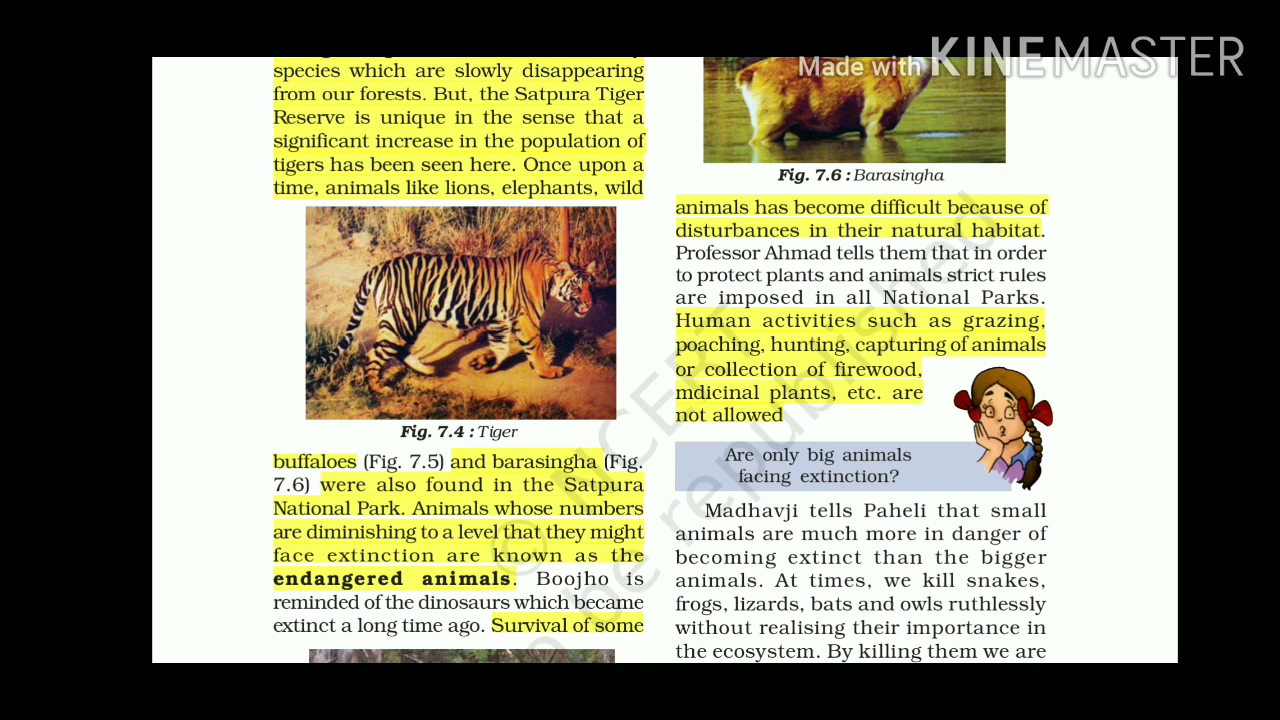 Made with KINEMASTER
species which are slowly disappearing
from our forests. But, the Satpura Tiger
Reserve is unique in the sense that a
significant increase in the population of
tigers has been seen here. Once upon a
time, animals like lions, elephants, wild
Fig. 7.4 : Tiger
buffaloes (Fig. 7.5) and barasingha (Fig.
7.6) were also found in the Satpura
National Park. Animals whose numbers
are diminishing to a level that they might
face extinction are known as the
endangered animals. Boojho is
reminded of the dinosaurs which became
extinct a long time ago. Survival of some
Fig. 7.6 : Barasingha
animals has become difficult because of
disturbances in their natural habitat.
Professor Ahmad tells them that in order
to protect plants and animals strict rules
are imposed in all National Parks.
Human activities such as grazing,
poaching, hunting, capturing of animals
or collection of firewood,
mdicinal plants, etc. are
not allowed
Are only big animals
facing extinction?
Madhavji tells Paheli that small
animals are much more in danger of
becoming extinct than the bigger
animals. At times, we kill snakes,
frogs, lizards, bats and owls ruthlessly
without realising their importance in
the ecosystem. By killing them we are
© NCERT
be republished